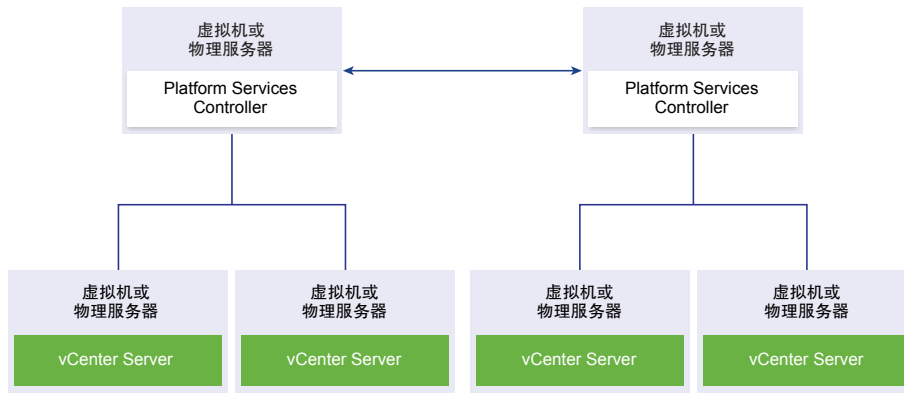 虚拟机或
物理服务器
Platform Services
Controller
虚拟机或
物理服务器
Platform Services
Controller
虚拟机或
物理服务器
vCenter Server
虚拟机或
物理服务器
vCenter Server
虚拟机或
物理服务器
vCenter Server
虚拟机或
物理服务器
vCenter Server